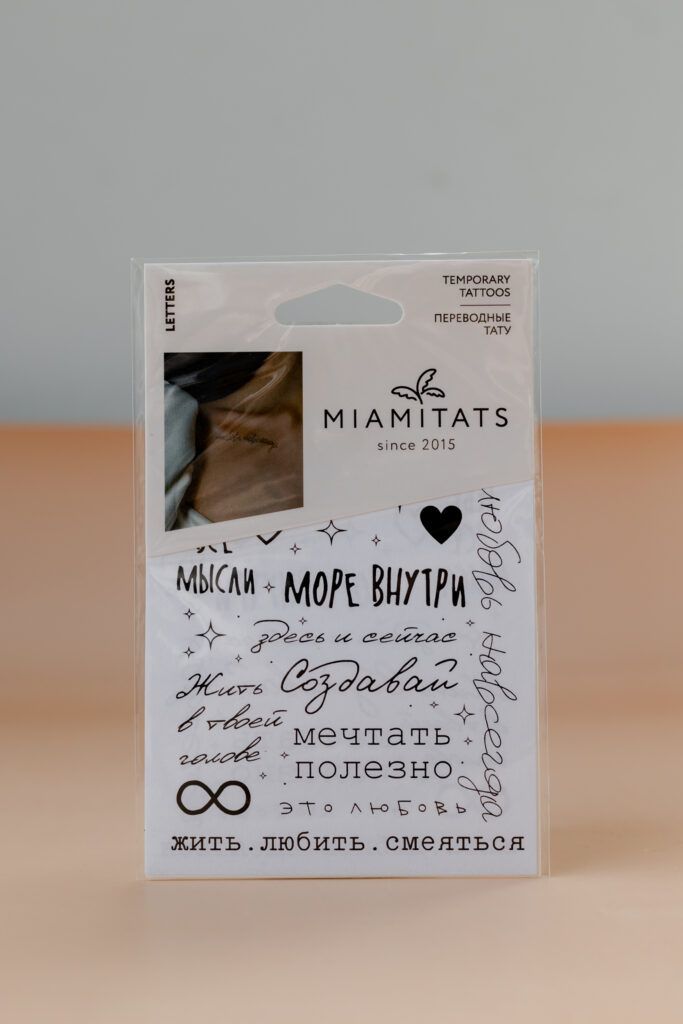 LETTERS
TEMPORARY
TATTOOS
ПЕРЕВОДНЫЕ
ТАТУ
MIAMITATS
since 2015
МЫСЛИ
МОРЕ ВНУТРИ
любовь навсегда
здесь и сейчас
Жить
в твоей
голове
Создавай
мечтать
полезно
это любовь
жить.любить.смеяться